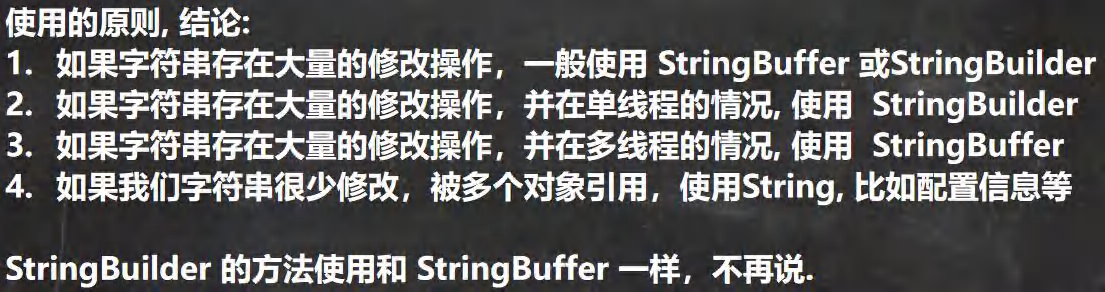 使用的原则, 结论:
1. 如果字符串存在大量的修改操作，一般使用 StringBuffer 或StringBuilder
2. 如果字符串存在大量的修改操作，并在单线程的情况, 使用 StringBuilder
3. 如果字符串存在大量的修改操作，并在多线程的情况, 使用 StringBuffer
4. 如果我们字符串很少修改，被多个对象引用，使用String, 比如配置信息等
StringBuilder 的方法使用和 StringBuffer 一样，不再说.